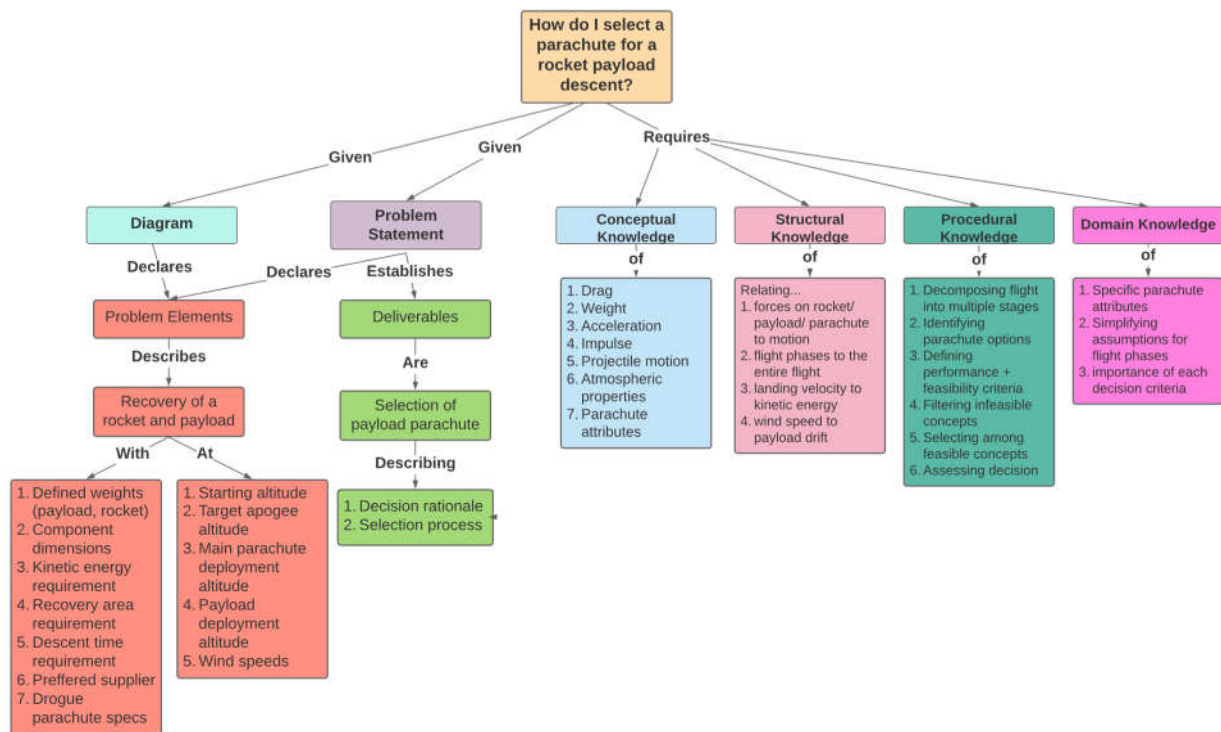 How do I select a
parachute for a
rocket payload
descent?
Given
Given
Requires
Diagram
Problem
Statement
Conceptual
Knowledge
Structural
Knowledge
Procedural
Knowledge
Domain Knowledge
Declares
Declares
Establishes
of
of
of
of
Problem Elements
Describes
Recovery of a
rocket and payload
With
At
1. Defined weights
(payload, rocket)
2. Component
dimensions
3. Kinetic energy
requirement
4. Recovery area
requirement
5. Descent time
requirement
6. Preffered supplier
7. Drogue
parachute specs
1. Starting altitude
2. Target apogee
altitude
3. Main parachute
deployment
altitude
4. Payload
deployment
altitude
5. Wind speeds
Deliverables
Are
Selection of
payload parachute
Describing
1. Decision rationale
2. Selection process
1. Drag
2. Weight
3. Acceleration
4. Impulse
5. Projectile motion
6. Atmospheric
properties
7. Parachute
attributes
Relating...
1. forces on rocket/
payload/ parachute
to motion
2. flight phases to the
entire flight
3. landing velocity to
kinetic energy
4. wind speed to
payload drift
1. Decomposing flight
into multiple stages
2. Identifying
parachute options
3. Defining
performance +
feasibility criteria
4. Filtering infeasible
concepts
5. Selecting among
feasible concepts
6. Assessing decision
1. Specific parachute
attributes
2. Simplifying
assumptions for
flight phases
3. importance of each
decision criteria